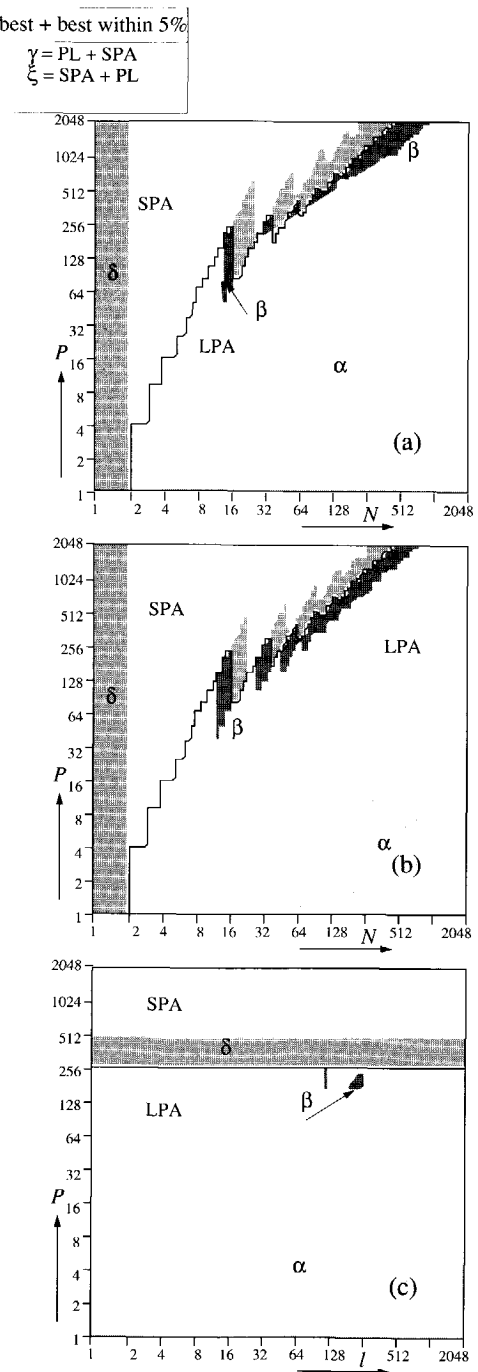 best + best within 5%
γ = PL + SPA
ξ = SPA + PL
2048
1024
512
256
128
64
32
P
16
8
4
2
1
SPA
δ
β
β
LPA
α
(a)
1 2 4 8 16 32 64 128 512 2048
N
2048
1024
512
256
128
64
32
P
16
8
4
2
1
SPA
LPA
δ
β
α
(b)
1 2 4 8 16 32 64 128 512 2048
N
2048
1024
512
256
128
64
32
P
16
8
4
2
1
SPA
δ
LPA
β
α
(c)
1 2 4 8 16 32 64 128 512 2048
l